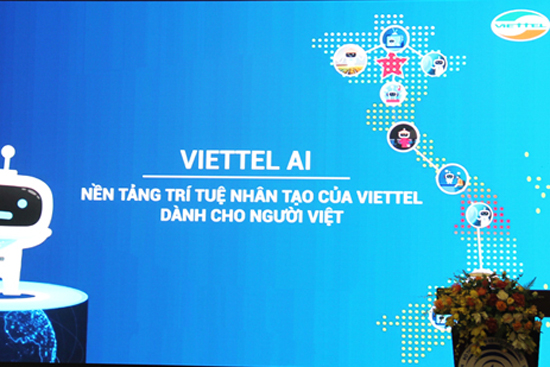 VIETTEL
VIETTEL AI
NỀN TẢNG TRÍ TUỆ NHÂN TẠO CỦA VIETTEL
DÀNH CHO NGƯỜI VIỆT